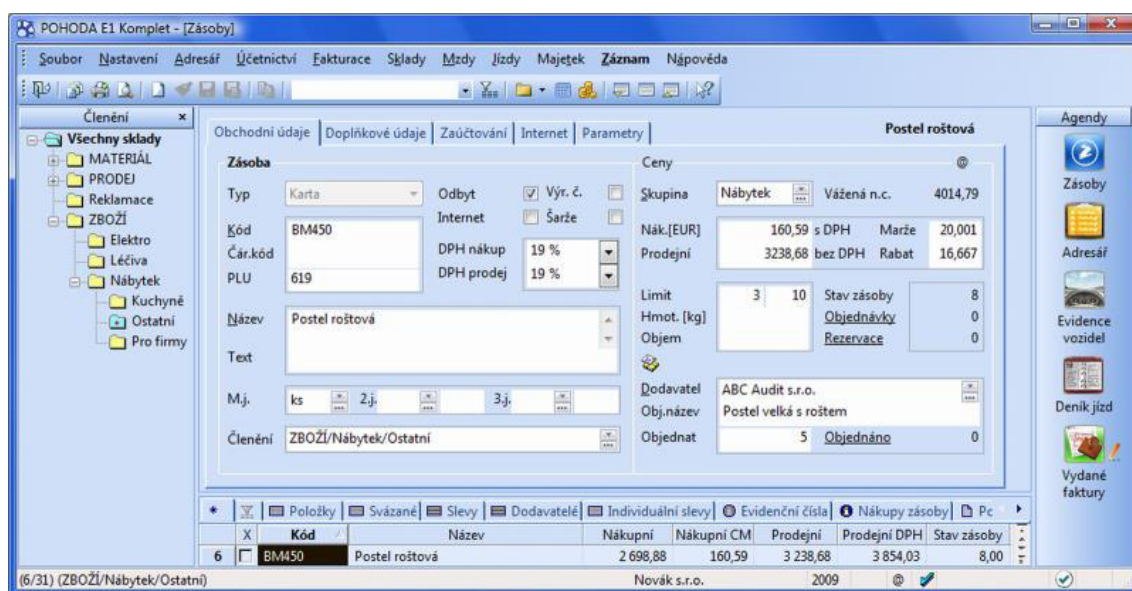 POHODA E1 Komplet - [Zásoby]
Soubor Nastavení Adresář Účetnictví Fakturace Sklady Mzdy Jízdy Majetek Záznam Nápověda
Členění x
Všechny sklady
MATERIÁL
PRODEJ
Reklamace
ZBOŽÍ
Elektro
Léčiva
Nábytek
Kuchyně
Ostatní
Pro firmy
Obchodní údaje Doplňkové údaje Zaúčtování Internet Parametry Postel roštová
Zásoba
Typ Karta Odbyt Výr. č.
Internet Šarže
Kód BM450
Čár.kód DPH nákup 19 %
PLU 619 DPH prodej 19 %
Název Postel roštová
Text
M.j. ks 2.j. 3.j.
Členění ZBOŽÍ/Nábytek/Ostatní
Ceny @
Skupina Nábytek Vážená n.c. 4014,79
Nák.[EUR] 160,59 s DPH Marže 20,001
Prodejní 3238,68 bez DPH Rabat 16,667
Limit 3 10 Stav zásoby 8
Hmot. [kg] Objednávky 0
Objem Rezervace 0
Dodavatel ABC Audit s.r.o.
Obj.název Postel velká s roštem
Objednat 5 Objednáno 0
Agendy
Zásoby
Adresář
Evidence
vozidel
Deník jízd
Vydané
faktury
* Položky Svázané Slevy Dodavatelé Individuální slevy Evidenční čísla Nákupy zásoby Po
X Kód Název Nákupní Nákupní CM Prodejní Prodejní DPH Stav zásoby
6 BM450 Postel roštová 2 698,88 160,59 3 238,68 3 854,03 8,00
(6/31) (ZBOŽÍ/Nábytek/Ostatní) Novák s.r.o. 2009 @